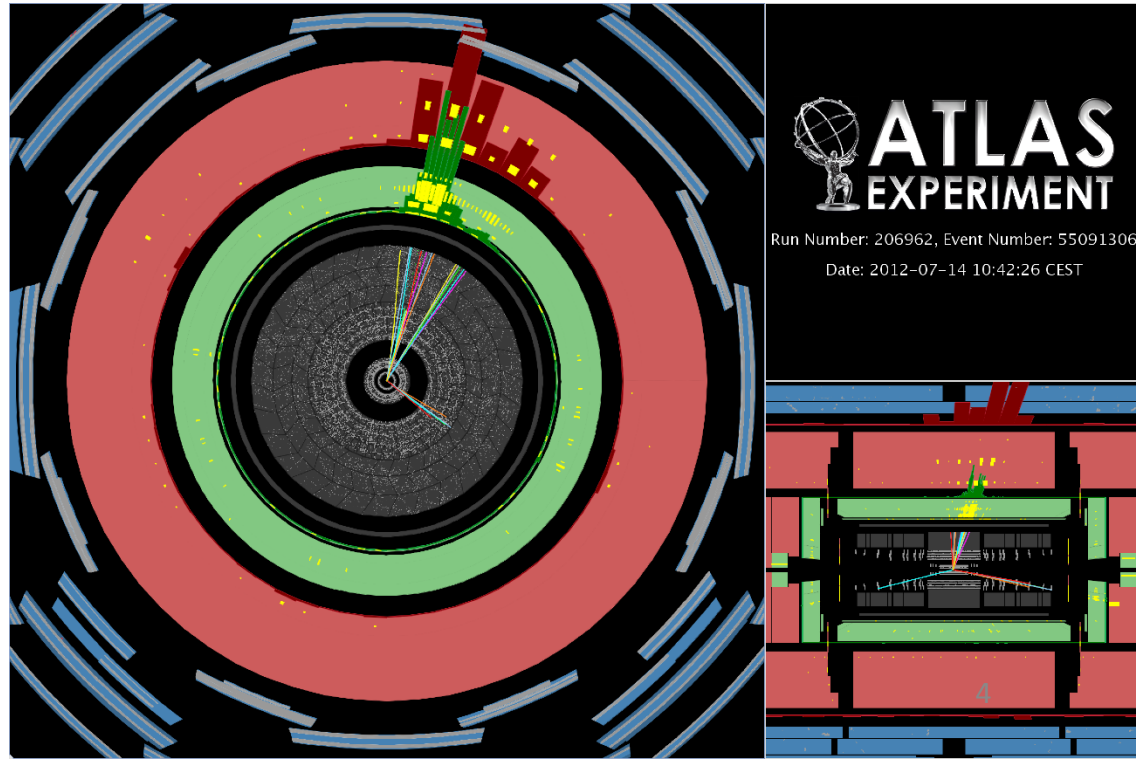 ATLAS
EXPERIMENT
Run Number: 206962, Event Number: 55091306
Date: 2012-07-14 10:42:26 CEST
4